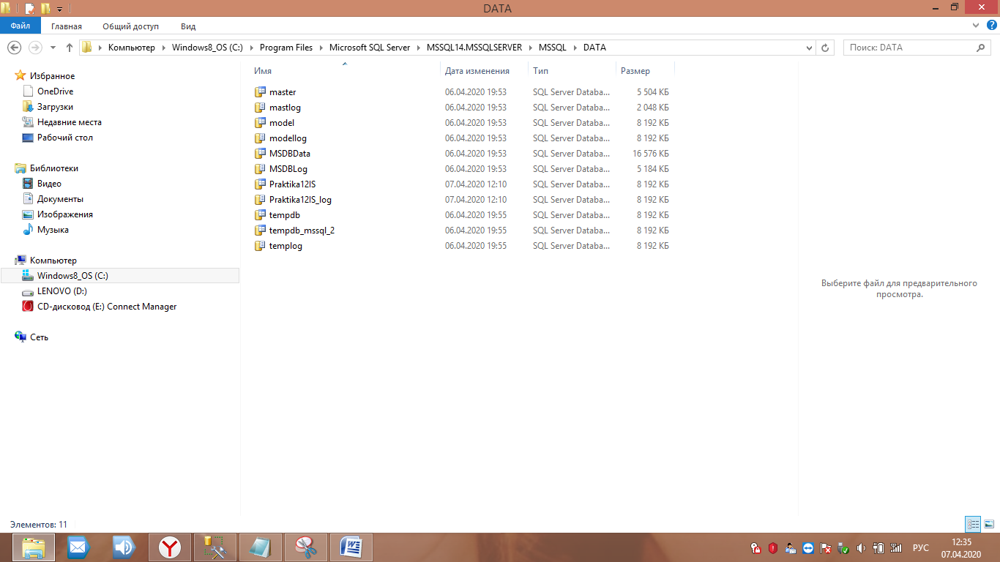 DATA
Файл Главная Общий доступ Вид
Компьютер Windows8_OS (C:) Program Files Microsoft SQL Server MSSQL14.MSSQLSERVER MSSQL DATA Поиск: DATA
Избранное
OneDrive
Загрузки
Недавние места
Рабочий стол
Библиотеки
Видео
Документы
Изображения
Музыка
Компьютер
Windows8_OS (C:)
LENOVO (D:)
CD-дисковод (E:) Connect Manager
Сеть
Имя Дата изменения Тип Размер
master 06.04.2020 19:53 SQL Server Databa... 5 504 КБ
mastlog 06.04.2020 19:53 SQL Server Databa... 2 048 КБ
model 06.04.2020 19:53 SQL Server Databa... 8 192 КБ
modellog 06.04.2020 19:53 SQL Server Databa... 8 192 КБ
MSDBData 06.04.2020 19:53 SQL Server Databa... 16 576 КБ
MSDBLog 06.04.2020 19:53 SQL Server Databa... 5 184 КБ
Praktika12IS 07.04.2020 12:10 SQL Server Databa... 8 192 КБ
Praktika12IS_log 07.04.2020 12:10 SQL Server Databa... 8 192 КБ
tempdb 06.04.2020 19:55 SQL Server Databa... 8 192 КБ
tempdb_mssql_2 06.04.2020 19:55 SQL Server Databa... 8 192 КБ
templog 06.04.2020 19:55 SQL Server Databa... 8 192 КБ
Выберите файл для предварительного
просмотра.
Элементов: 11
РУС
12:35
07.04.2020